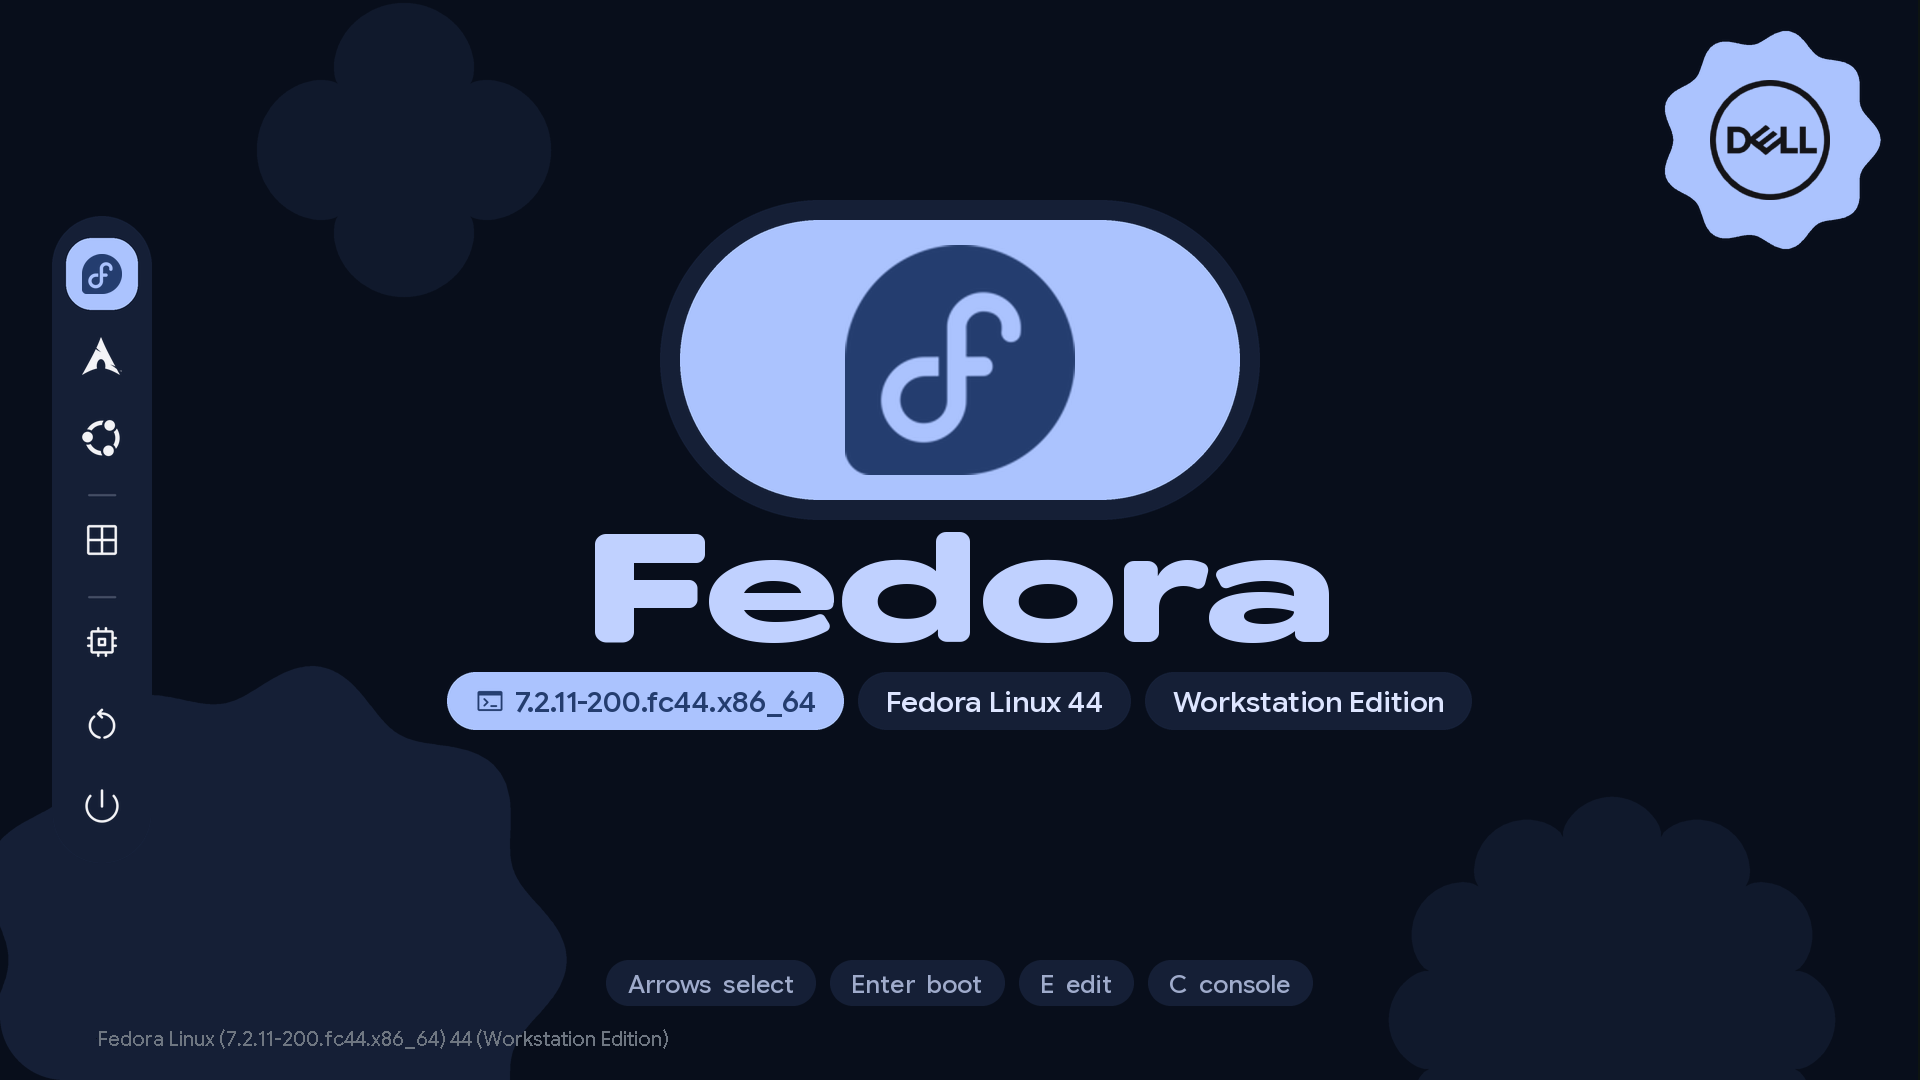 DELL
Fedora
7.2.11-200.fc44.x86_64
Fedora Linux 44
Workstation Edition
Arrows select
Enter boot
E edit
C console
Fedora Linux (7.2.11-200.fc44.x86_64) 44 (Workstation Edition)